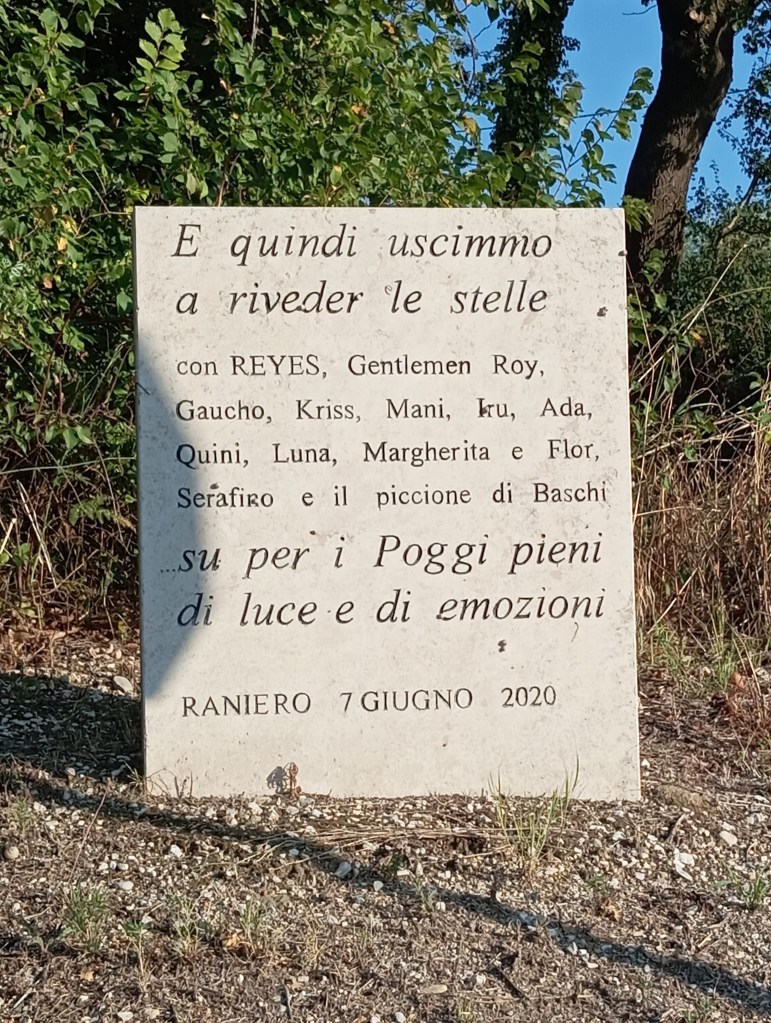 E quindi uscimmo
a riveder le stelle
con REYES, Gentlemen Roy,
Gaucho, Kriss, Mani, Iru, Ada,
Quini, Luna, Margherita e Flor,
Serafino e il piccione di Baschi
...su per i Poggi pieni
di luce e di emozioni
RANIERO 7 GIUGNO 2020